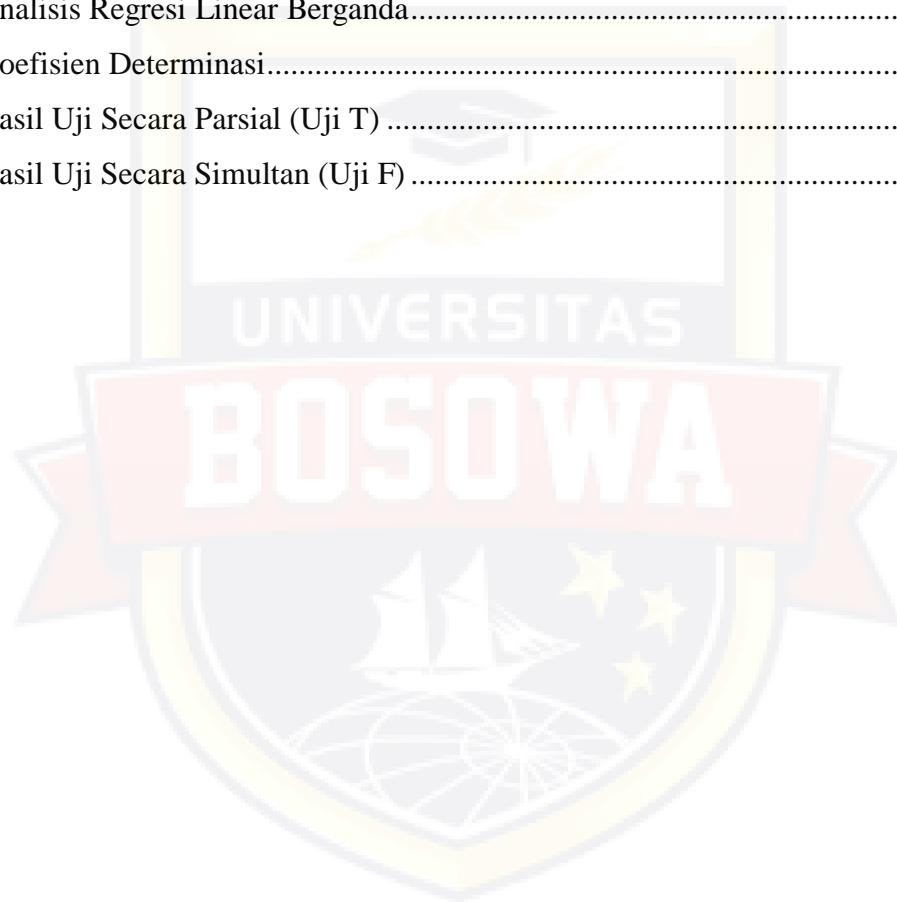 nalisis Regresi Linear Berganda
oefisien Determinasi
asil Uji Secara Parsial (Uji T)
asil Uji Secara Simultan (Uji F)
UNIVERSITAS
BOSOWA